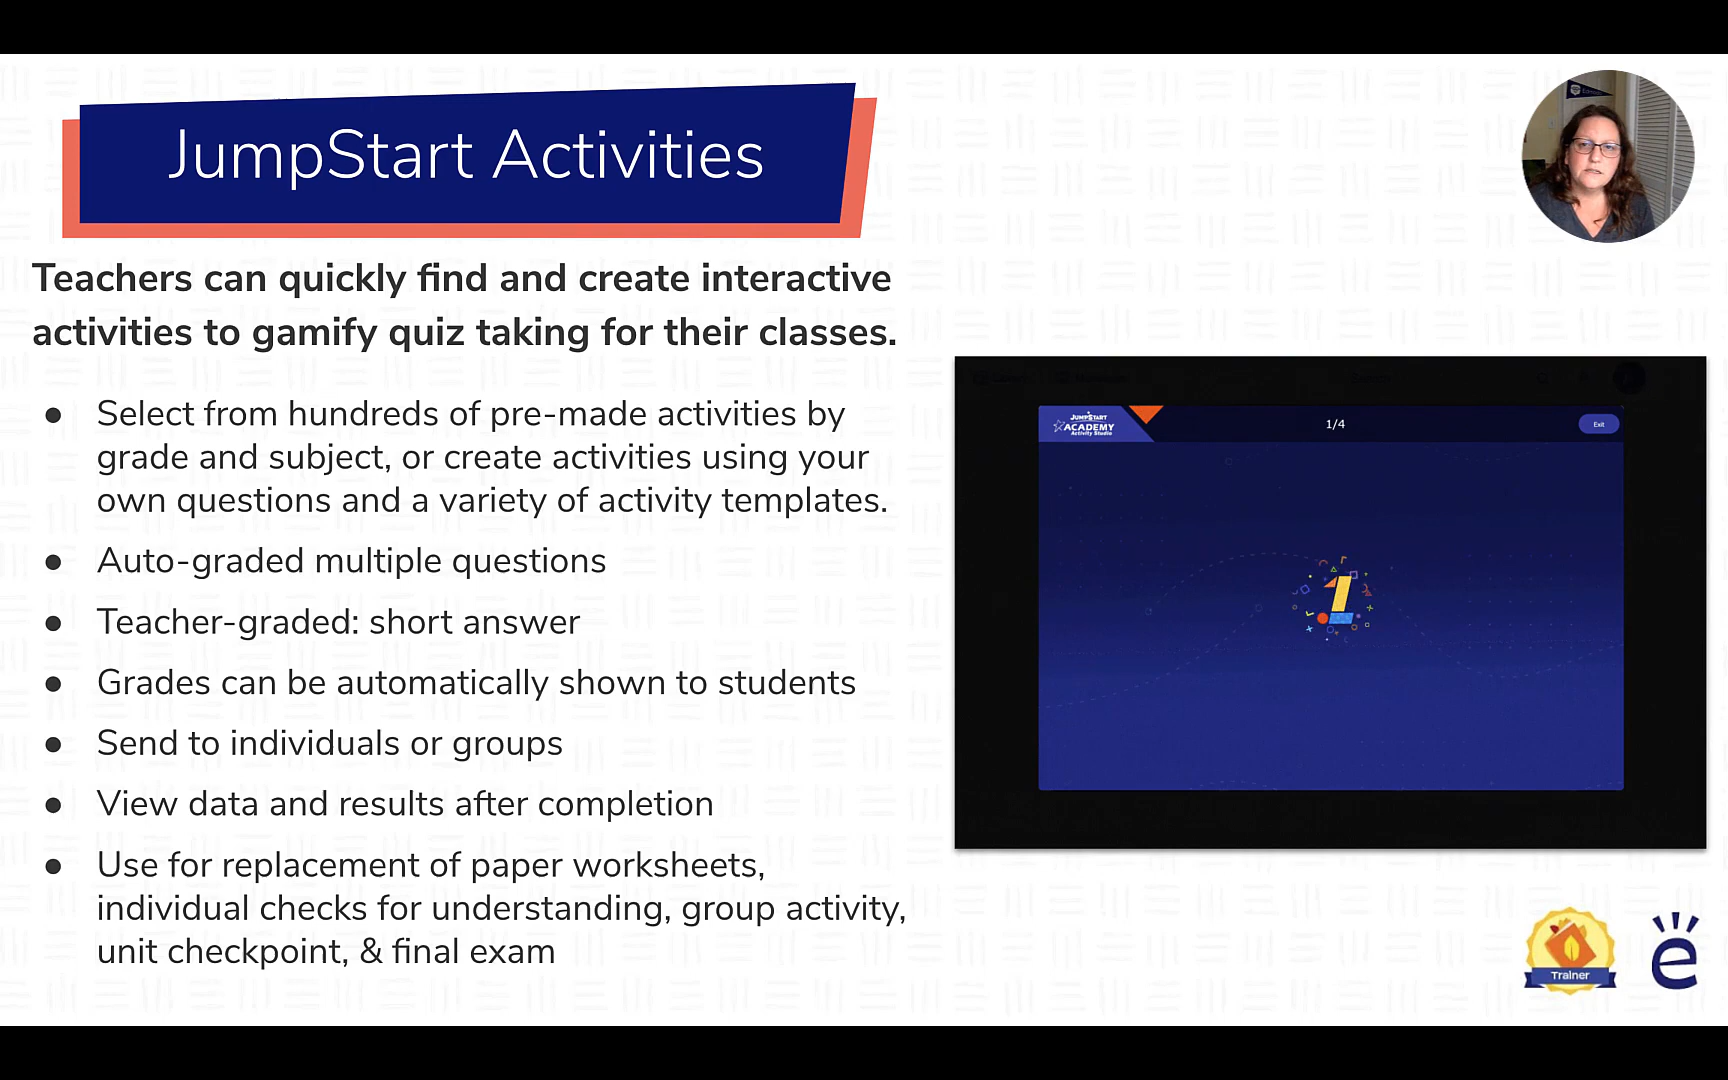 JumpStart Activities
Teachers can quickly find and create interactive
activities to gamify quiz taking for their classes.
● Select from hundreds of pre-made activities by
grade and subject, or create activities using your
own questions and a variety of activity templates.
● Auto-graded multiple questions
● Teacher-graded: short answer
● Grades can be automatically shown to students
● Send to individuals or groups
● View data and results after completion
● Use for replacement of paper worksheets,
individual checks for understanding, group activity,
unit checkpoint, & final exam
JUMPSTART
ACADEMY
Activity Studio
1/4
Exit
1
Trainer
e